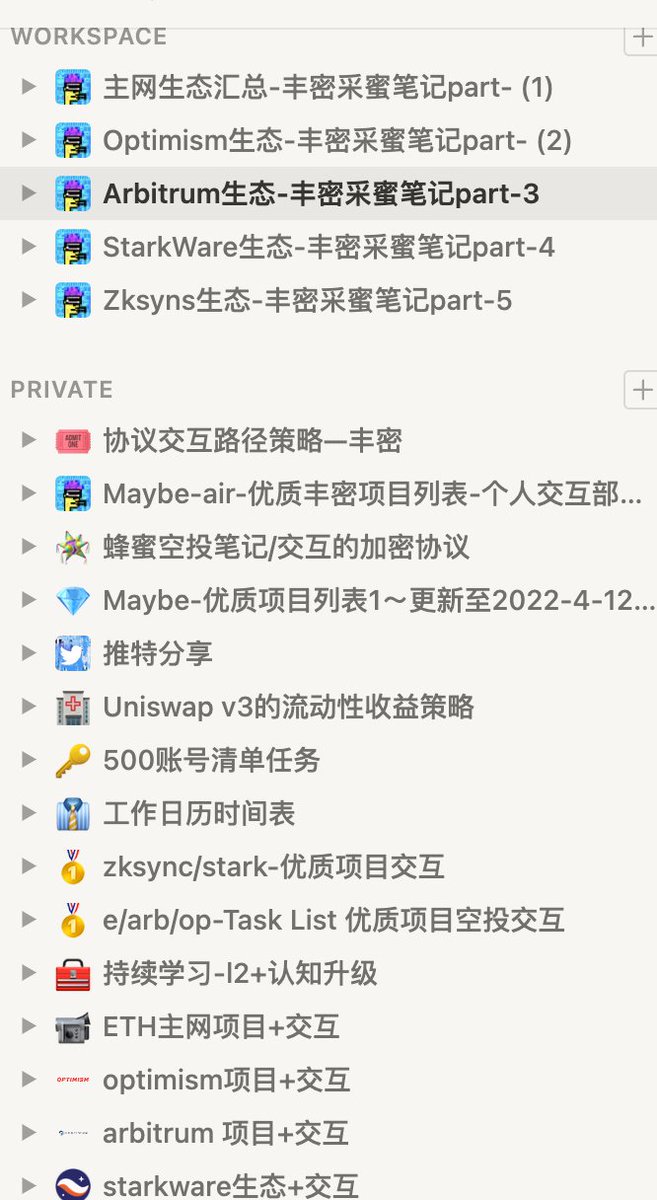 WORKSPACE
主网生态汇总-丰密采蜜笔记part- (1)
Optimism生态-丰密采蜜笔记part- (2)
Arbitrum生态-丰密采蜜笔记part-3
StarkWare生态-丰密采蜜笔记part-4
Zksyns生态-丰密采蜜笔记part-5
PRIVATE
ADMIT ONE
协议交互路径策略—丰密
Maybe-air-优质丰密项目列表-个人交互部...
蜂蜜空投笔记/交互的加密协议
Maybe-优质项目列表1～更新至2022-4-12...
推特分享
Uniswap v3的流动性收益策略
500账号清单任务
工作日历时间表
zksync/stark-优质项目交互
e/arb/op-Task List 优质项目空投交互
持续学习-l2+认知升级
ETH主网项目+交互
OPTIMISM
optimism项目+交互
arbitrum 项目+交互
starkware生态+交互